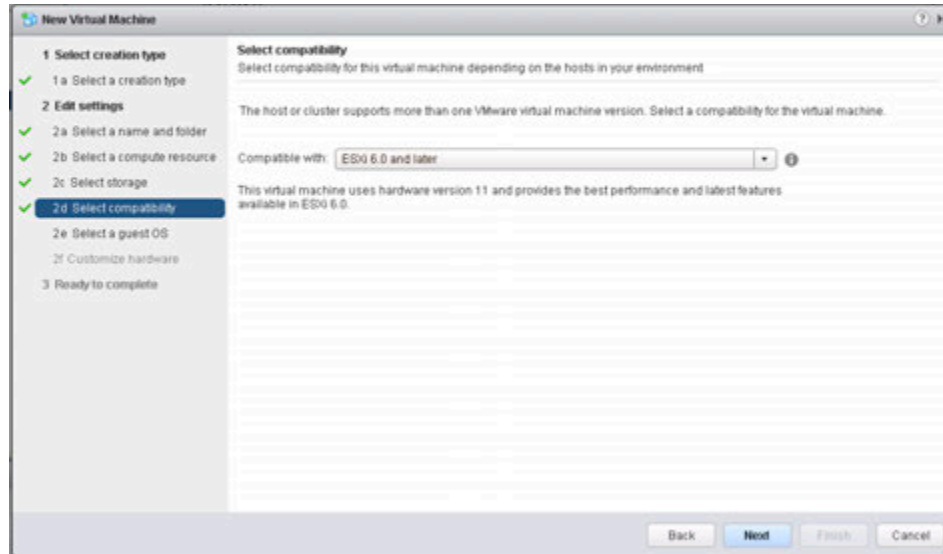 New Virtual Machine
1 Select creation type
1a Select a creation type
2 Edit settings
2a Select a name and folder
2b Select a compute resource
2c Select storage
2d Select compatibility
2e Select a guest OS
2f Customize hardware
3 Ready to complete
Select compatibility
Select compatibility for this virtual machine depending on the hosts in your environment
The host or cluster supports more than one VMware virtual machine version. Select a compatibility for the virtual machine.
Compatible with: ESXi 6.0 and later
This virtual machine uses hardware version 11 and provides the best performance and latest features
available in ESXi 6.0.
Back Next Finish Cancel